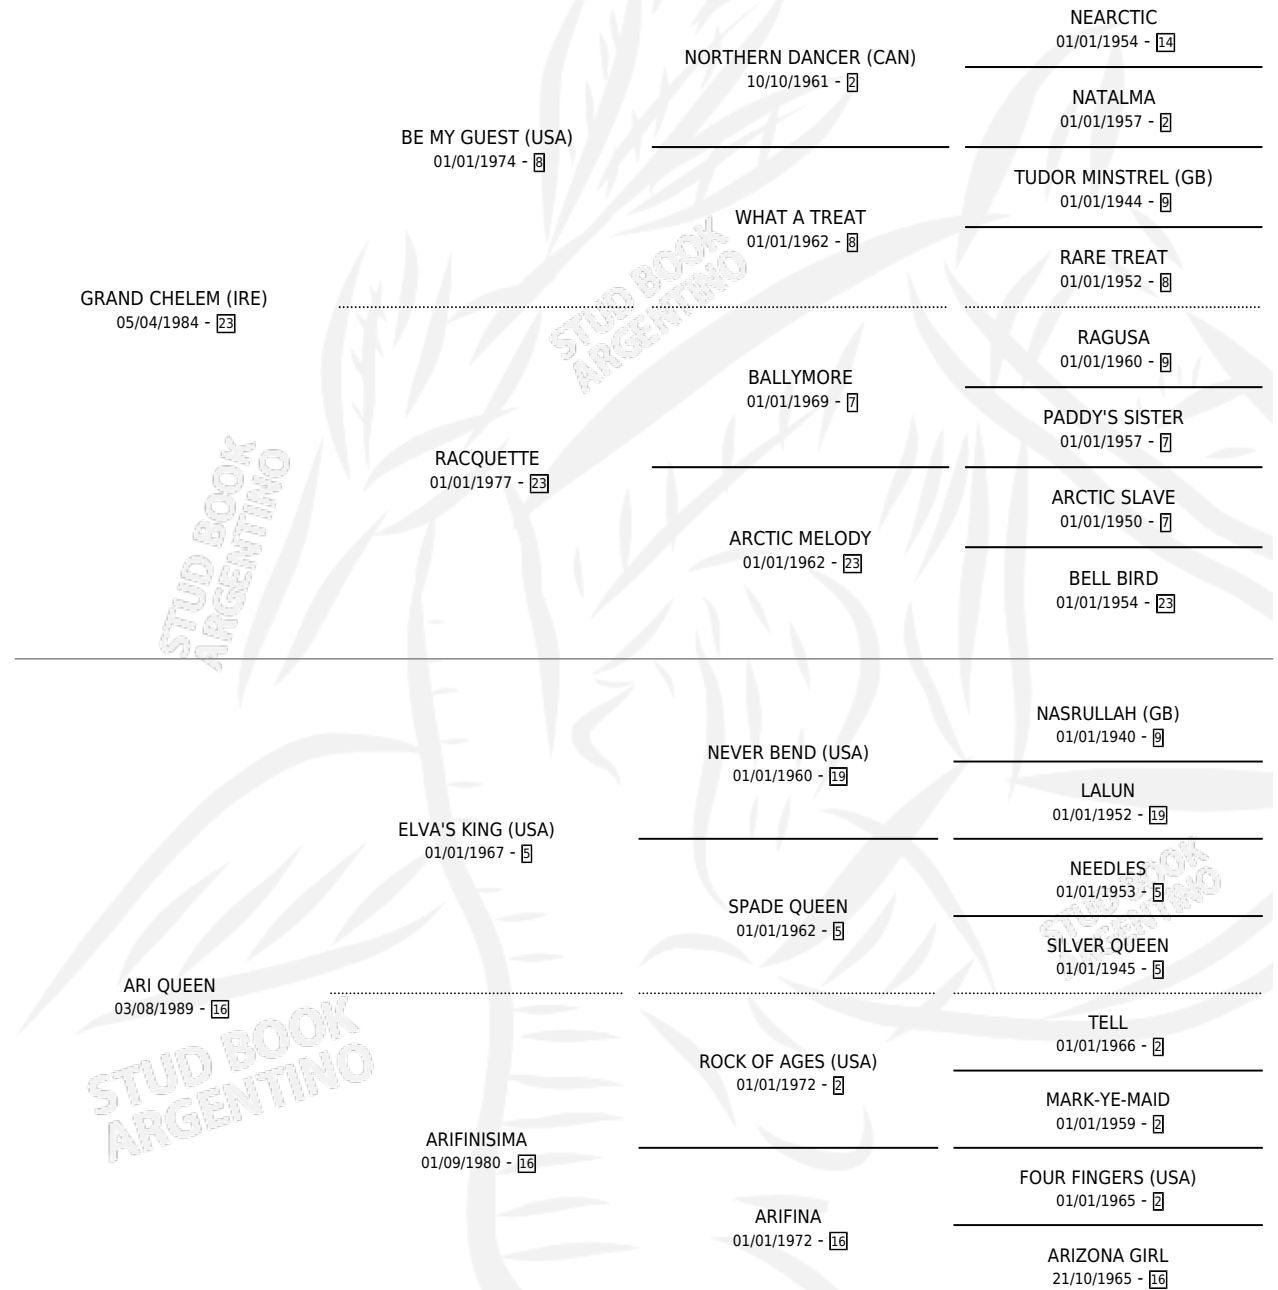 NEARCTIC
01/01/1954 - 14
NORTHERN DANCER (CAN)
10/10/1961 - 2
NATALMA
01/01/1957 - 2
BE MY GUEST (USA)
01/01/1974 - 8
TUDOR MINSTREL (GB)
01/01/1944 - 9
WHAT A TREAT
01/01/1962 - 8
RARE TREAT
01/01/1952 - 8
GRAND CHELEM (IRE)
05/04/1984 - 23
RAGUSA
01/01/1960 - 9
BALLYMORE
01/01/1969 - 7
PADDY'S SISTER
01/01/1957 - 7
RACQUETTE
01/01/1977 - 23
ARCTIC SLAVE
01/01/1950 - 7
ARCTIC MELODY
01/01/1962 - 23
BELL BIRD
01/01/1954 - 23
NASRULLAH (GB)
01/01/1940 - 9
NEVER BEND (USA)
01/01/1960 - 19
LALUN
01/01/1952 - 19
ELVA'S KING (USA)
01/01/1967 - 5
NEEDLES
01/01/1953 - 5
SPADE QUEEN
01/01/1962 - 5
SILVER QUEEN
01/01/1945 - 5
ARI QUEEN
03/08/1989 - 16
TELL
01/01/1966 - 2
ROCK OF AGES (USA)
01/01/1972 - 2
MARK-YE-MAID
01/01/1959 - 2
ARIFINISIMA
01/09/1980 - 16
FOUR FINGERS (USA)
01/01/1965 - 2
ARIFINA
01/01/1972 - 16
ARIZONA GIRL
21/10/1965 - 16
STUD BOOK
ARGENTINO
STUD BOOK
ARGENTINO
STUD BOOK
ARGENTINO
STUD BOOK
ARGENTINO